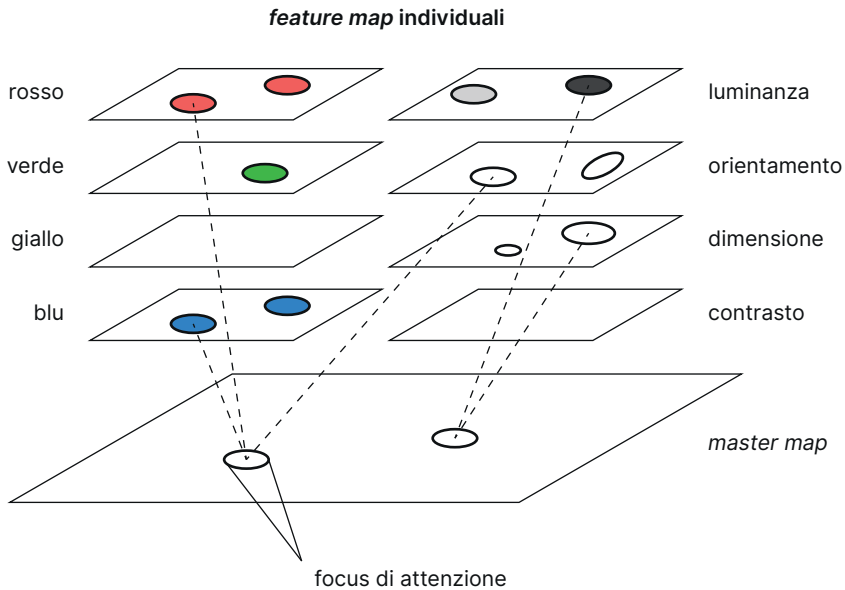 feature map individuali
rosso
luminanza
verde
orientamento
giallo
dimensione
blu
contrasto
master map
focus di attenzione